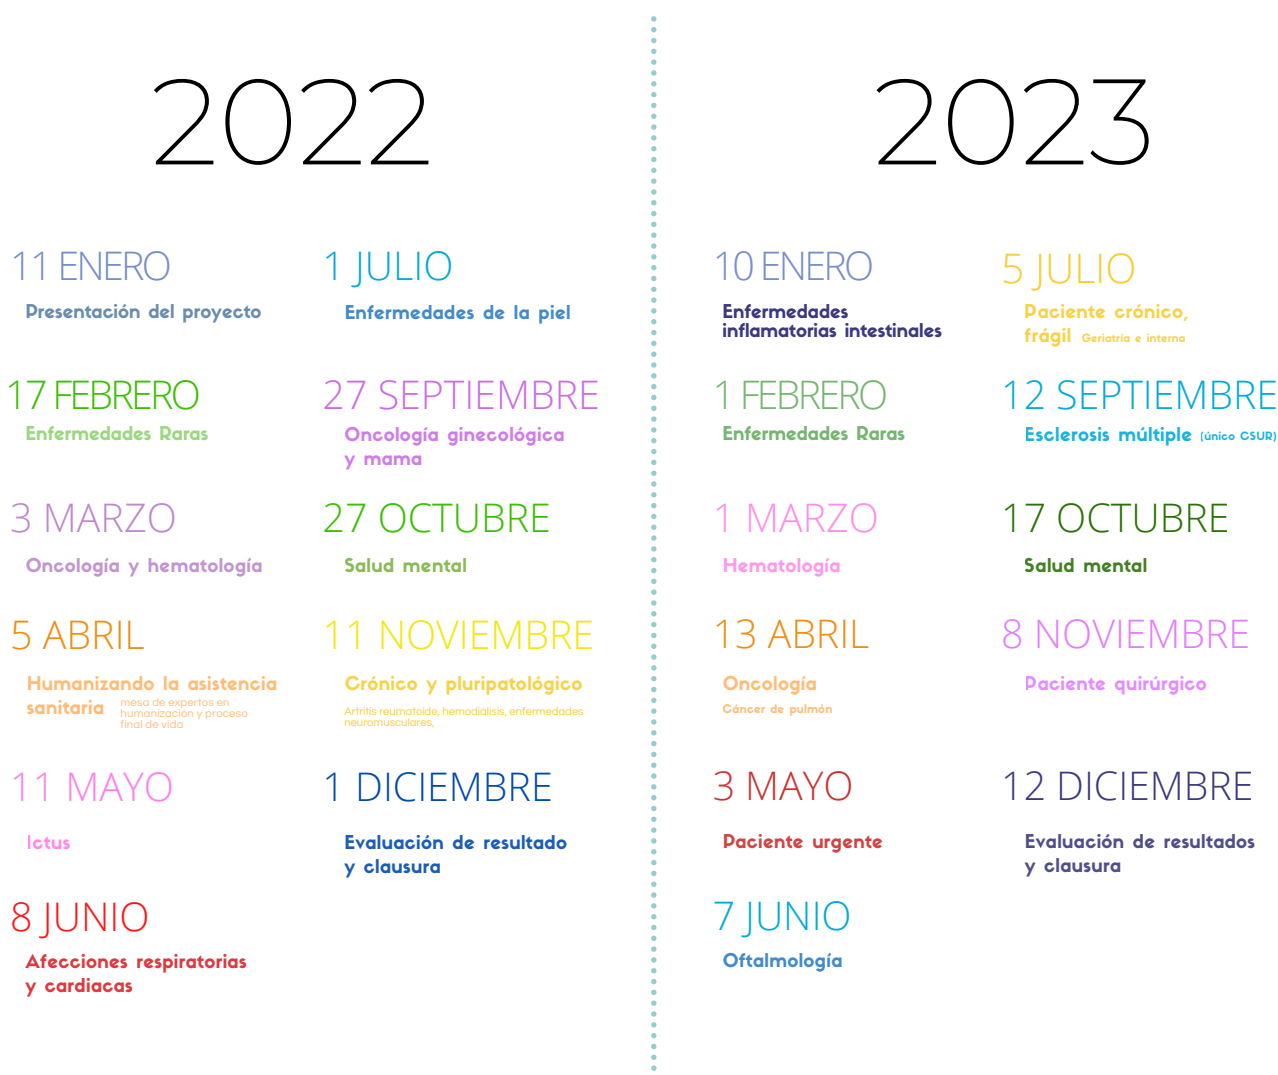 2022
11 ENERO
Presentación del proyecto
17 FEBRERO
Enfermedades Raras
3 MARZO
Oncología y hematología
5 ABRIL
Humanizando la asistencia
sanitaria
mesa de expertos en
humanización y proceso
final de vida
11 MAYO
Ictus
8 JUNIO
Afecciones respiratorias
y cardiacas
1 JULIO
Enfermedades de la piel
27 SEPTIEMBRE
Oncología ginecológica
y mama
27 OCTUBRE
Salud mental
11 NOVIEMBRE
Crónico y pluripatológico
Artritis reumatoide, hemodiálisis, enfermedades
neuromusculares,
1 DICIEMBRE
Evaluación de resultado
y clausura
2023
10 ENERO
Enfermedades
inflamatorias intestinales
1 FEBRERO
Enfermedades Raras
1 MARZO
Hematología
13 ABRIL
Oncología
Cáncer de pulmón
3 MAYO
Paciente urgente
7 JUNIO
Oftalmología
5 JULIO
Paciente crónico,
frágil Geriatría e interna
12 SEPTIEMBRE
Esclerosis múltiple (único CSUR)
17 OCTUBRE
Salud mental
8 NOVIEMBRE
Paciente quirúrgico
12 DICIEMBRE
Evaluación de resultados
y clausura